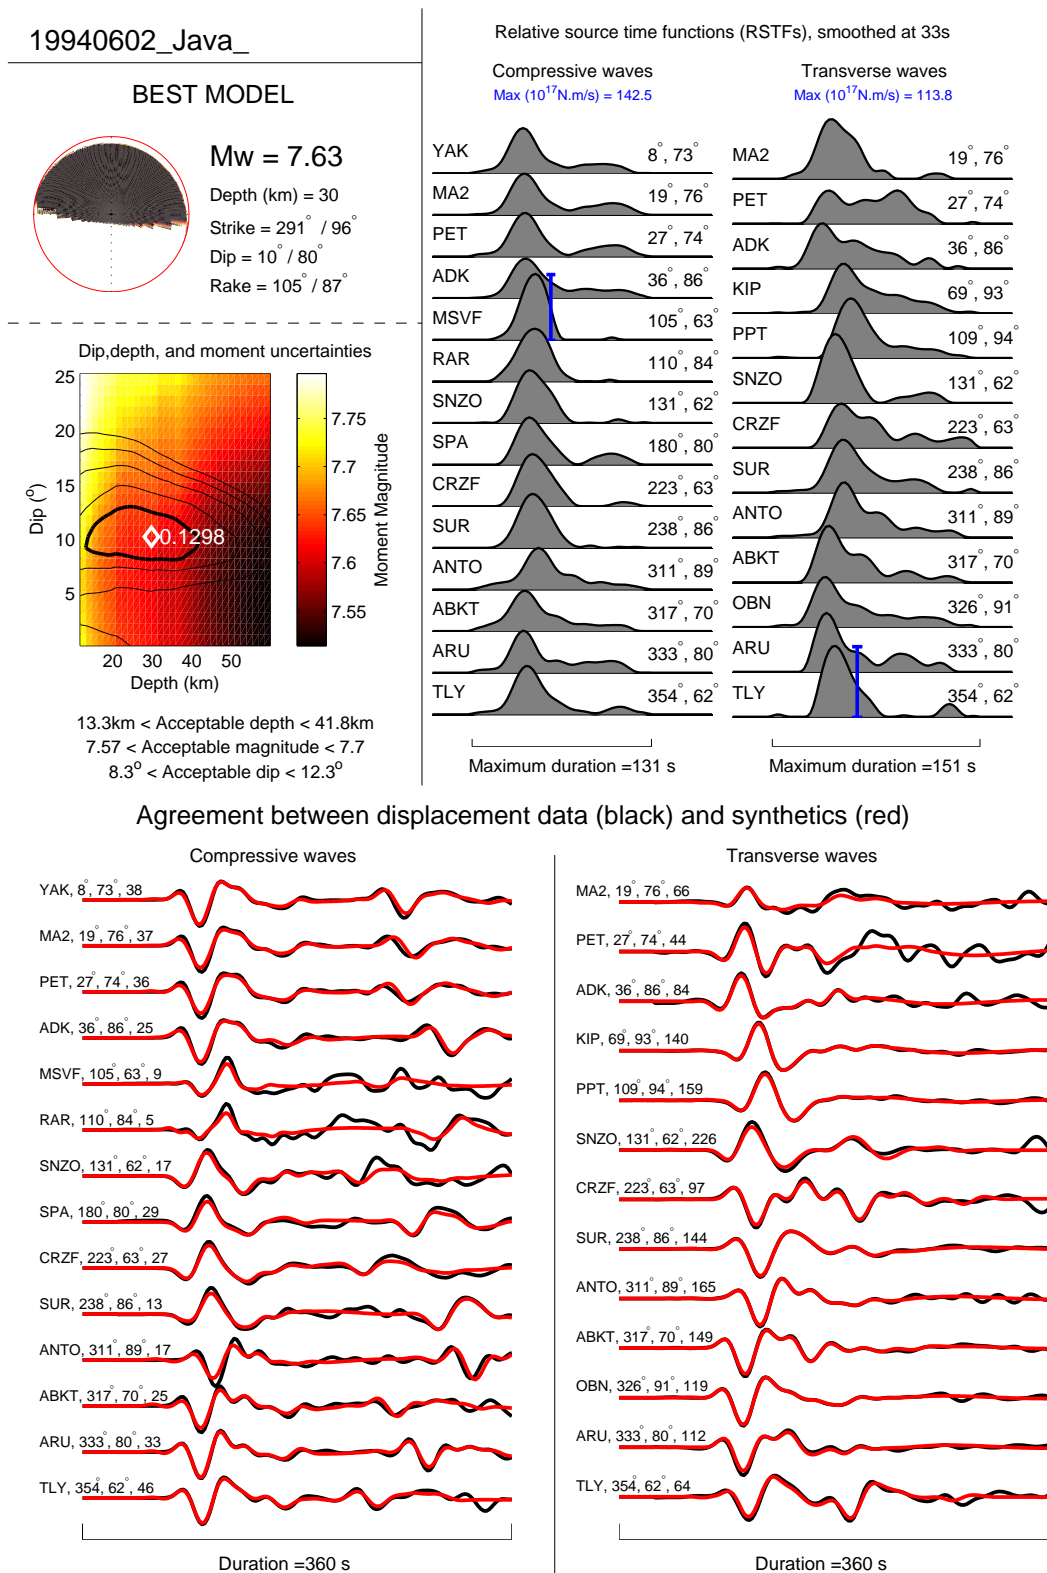 19940602_Java_
BEST MODEL
Mw = 7.63
Depth (km) = 30
Strike = 291° / 96°
Dip = 10° / 80°
Rake = 105° / 87°
Dip,depth, and moment uncertainties
25
20
15
10
5
Dip (°)
0.1298
20 30 40 50
Depth (km)
7.75
7.7
7.65
7.6
7.55
Moment Magnitude
13.3km < Acceptable depth < 41.8km
7.57 < Acceptable magnitude < 7.7
8.3° < Acceptable dip < 12.3°
Relative source time functions (RSTFs), smoothed at 33s
Compressive waves
Max (10^17N.m/s) = 142.5
YAK 8°, 73°
MA2 19°, 76°
PET 27°, 74°
ADK 36°, 86°
MSVF 105°, 63°
RAR 110°, 84°
SNZO 131°, 62°
SPA 180°, 80°
CRZF 223°, 63°
SUR 238°, 86°
ANTO 311°, 89°
ABKT 317°, 70°
ARU 333°, 80°
TLY 354°, 62°
Maximum duration =131 s
Transverse waves
Max (10^17N.m/s) = 113.8
MA2 19°, 76°
PET 27°, 74°
ADK 36°, 86°
KIP 69°, 93°
PPT 109°, 94°
SNZO 131°, 62°
CRZF 223°, 63°
SUR 238°, 86°
ANTO 311°, 89°
ABKT 317°, 70°
OBN 326°, 91°
ARU 333°, 80°
TLY 354°, 62°
Maximum duration =151 s
Agreement between displacement data (black) and synthetics (red)
Compressive waves
YAK, 8°, 73°, 38
MA2, 19°, 76°, 37
PET, 27°, 74°, 36
ADK, 36°, 86°, 25
MSVF, 105°, 63°, 9
RAR, 110°, 84°, 5
SNZO, 131°, 62°, 17
SPA, 180°, 80°, 29
CRZF, 223°, 63°, 27
SUR, 238°, 86°, 13
ANTO, 311°, 89°, 17
ABKT, 317°, 70°, 25
ARU, 333°, 80°, 33
TLY, 354°, 62°, 46
Duration =360 s
Transverse waves
MA2, 19°, 76°, 66
PET, 27°, 74°, 44
ADK, 36°, 86°, 84
KIP, 69°, 93°, 140
PPT, 109°, 94°, 159
SNZO, 131°, 62°, 226
CRZF, 223°, 63°, 97
SUR, 238°, 86°, 144
ANTO, 311°, 89°, 165
ABKT, 317°, 70°, 149
OBN, 326°, 91°, 119
ARU, 333°, 80°, 112
TLY, 354°, 62°, 64
Duration =360 s